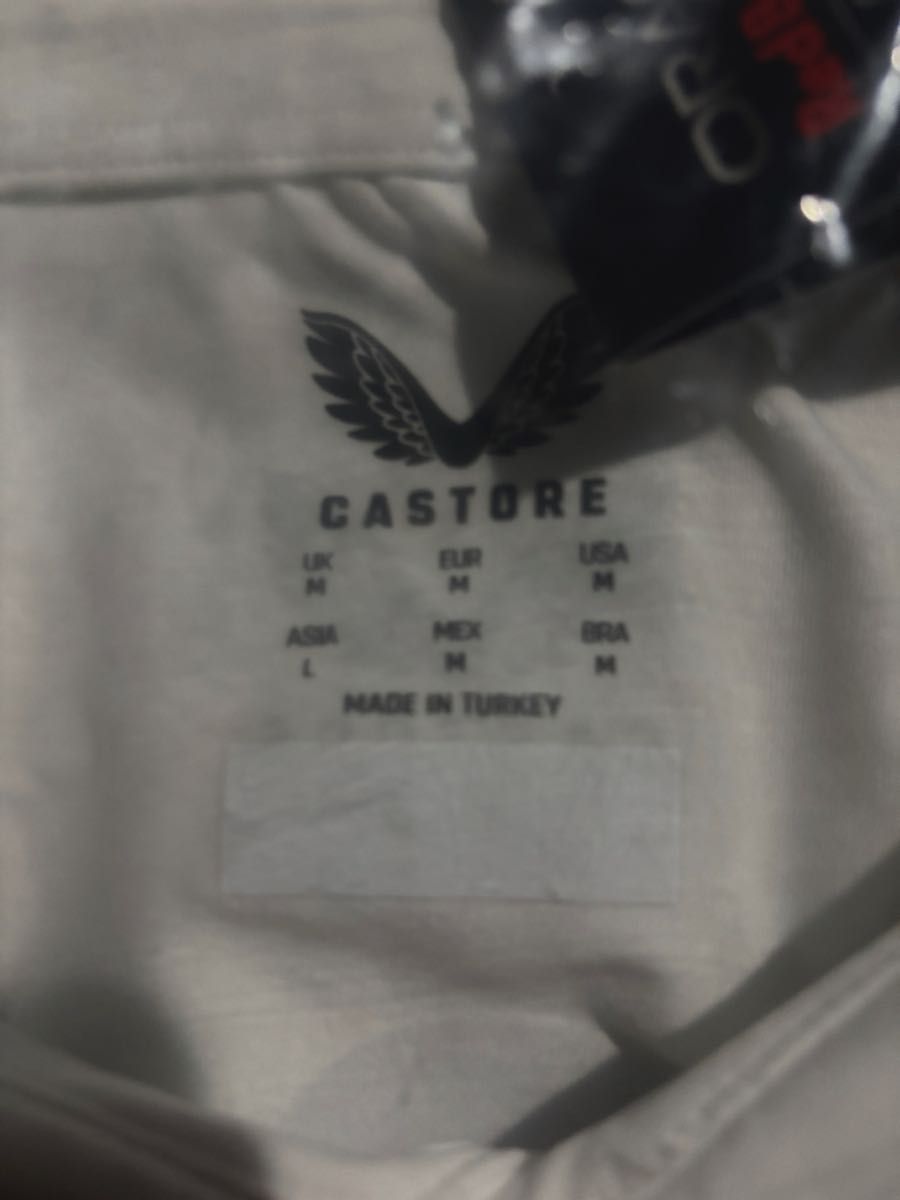 CASTORE
UK EUR USA
M M M
ASIA MEX BRA
L M M
MADE IN TURKEY